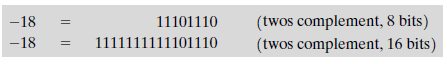 −18 = 11101110 (twos complement, 8 bits)
−18 = 1111111111101110 (twos complement, 16 bits)